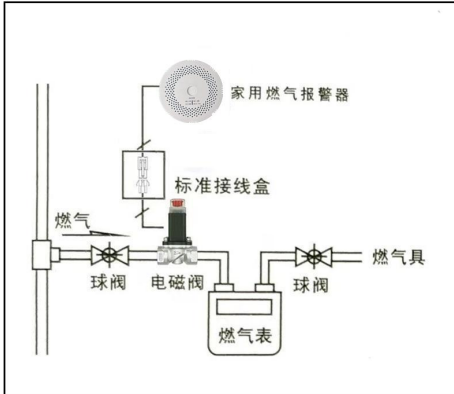 家用燃气报警器
标准接线盒
燃气
球阀
电磁阀
燃气具
球阀
燃气表